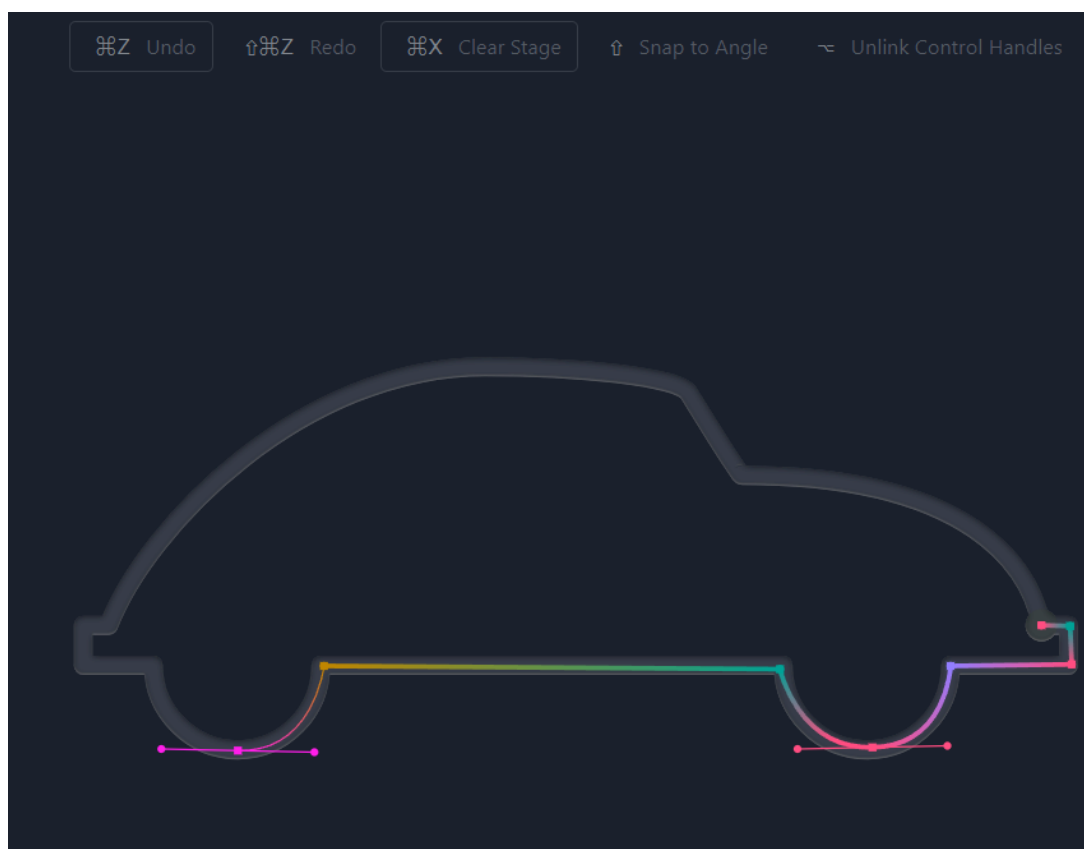 ⌘Z Undo ⇧⌘Z Redo ⌘X Clear Stage ⇧ Snap to Angle ⌥ Unlink Control Handles